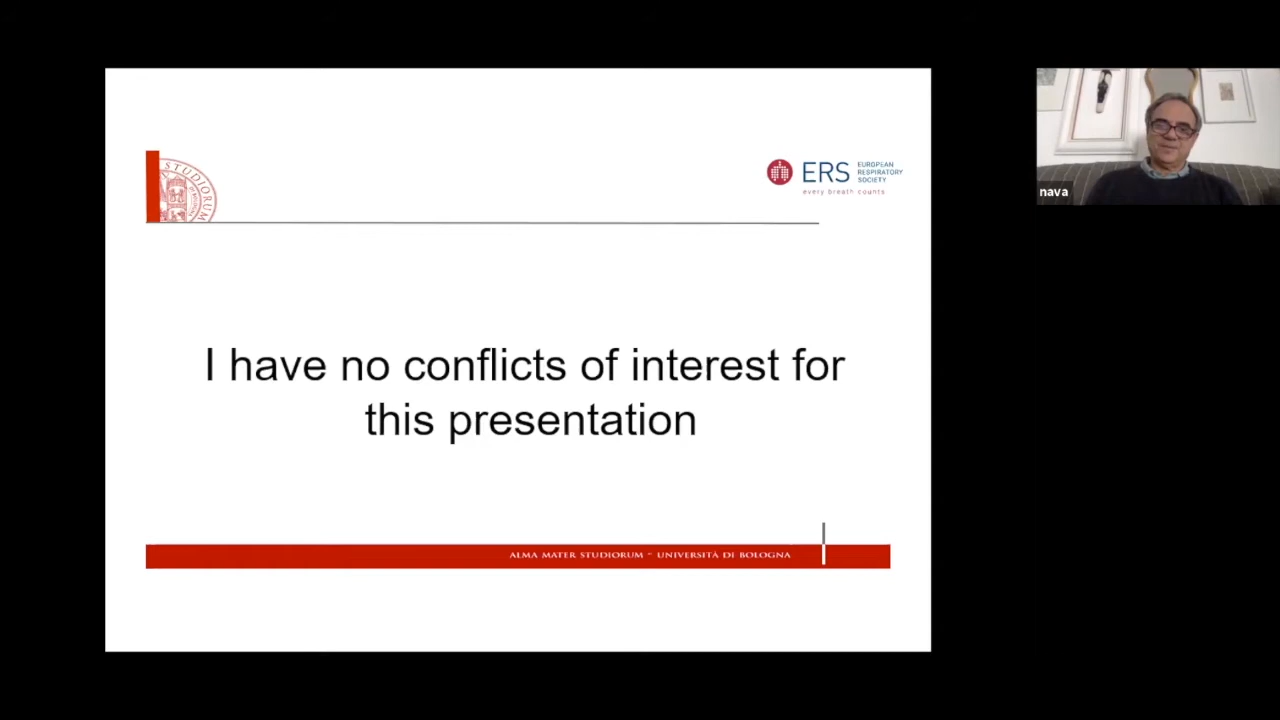 STUDIORUM
ERS EUROPEAN
RESPIRATORY
SOCIETY
every breath counts
nava
I have no conflicts of interest for
this presentation
ALMA MATER STUDIORUM ~ UNIVERSITÀ DI BOLOGNA